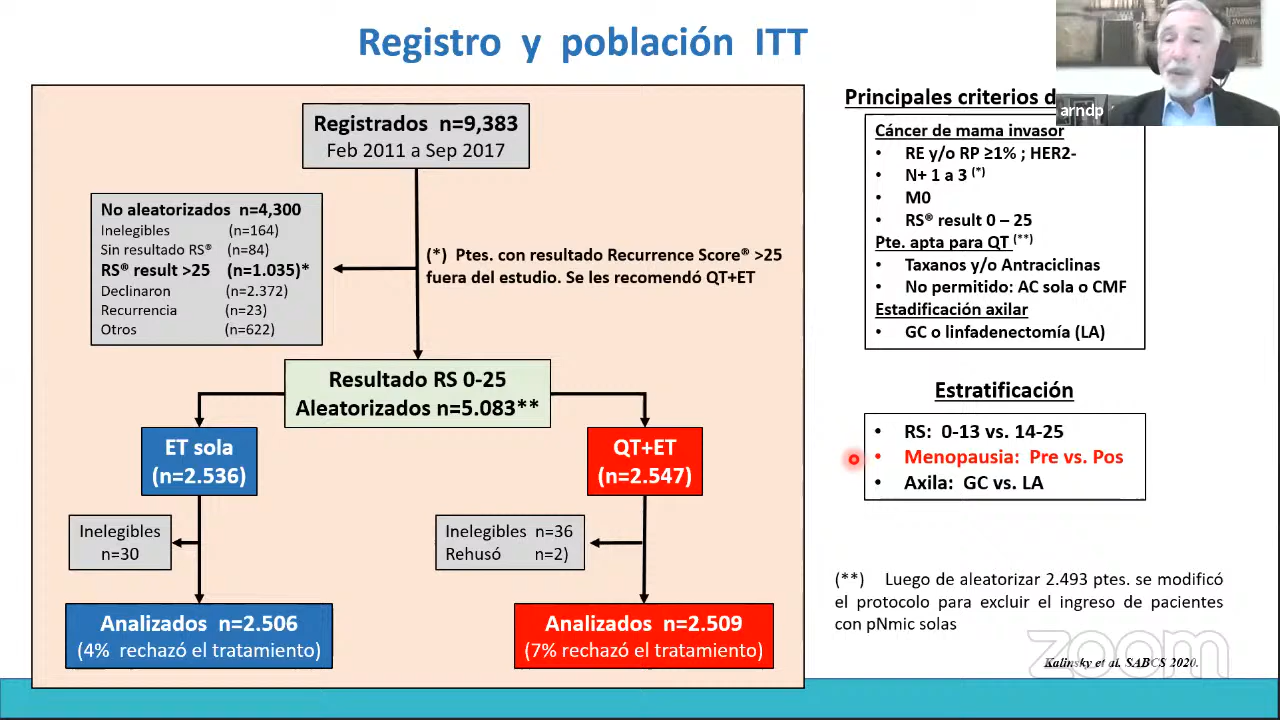 Registro y población ITT
Registrados n=9,383
Feb 2011 a Sep 2017
No aleatorizados n=4,300
Inelegibles (n=164)
Sin resultado RS® (n=84)
RS® result >25 (n=1.035)*
Declinaron (n=2.372)
Recurrencia (n=23)
Otros (n=622)
(*) Ptes. con resultado Recurrence Score® >25
fuera del estudio. Se les recomendó QT+ET
Resultado RS 0-25
Aleatorizados n=5.083**
ET sola
(n=2.536)
QT+ET
(n=2.547)
Inelegibles
n=30
Inelegibles n=36
Rehusó n=2)
Analizados n=2.506
(4% rechazó el tratamiento)
Analizados n=2.509
(7% rechazó el tratamiento)
arndp
Principales criterios d
Cáncer de mama invasor
• RE y/o RP ≥1% ; HER2-
• N+ 1 a 3 (*)
• M0
• RS® result 0 – 25
Pte. apta para QT (**)
• Taxanos y/o Antraciclinas
• No permitido: AC sola o CMF
Estadificación axilar
• GC o linfadenectomía (LA)
Estratificación
• RS: 0-13 vs. 14-25
• Menopausia: Pre vs. Pos
• Axila: GC vs. LA
(**) Luego de aleatorizar 2.493 ptes. se modificó
el protocolo para excluir el ingreso de pacientes
con pNmic solas
zoom
Kalinsky et al. SABCS 2020.